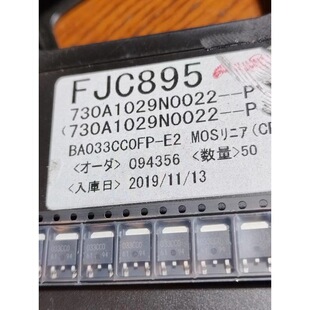 FJC895
730A1029N0022--P
(730A1029N0022--P
BA033CC0FP-E2 MOSリニア(CF
<オーダ> 094356 <数量>50
<入庫日> 2019/11/13